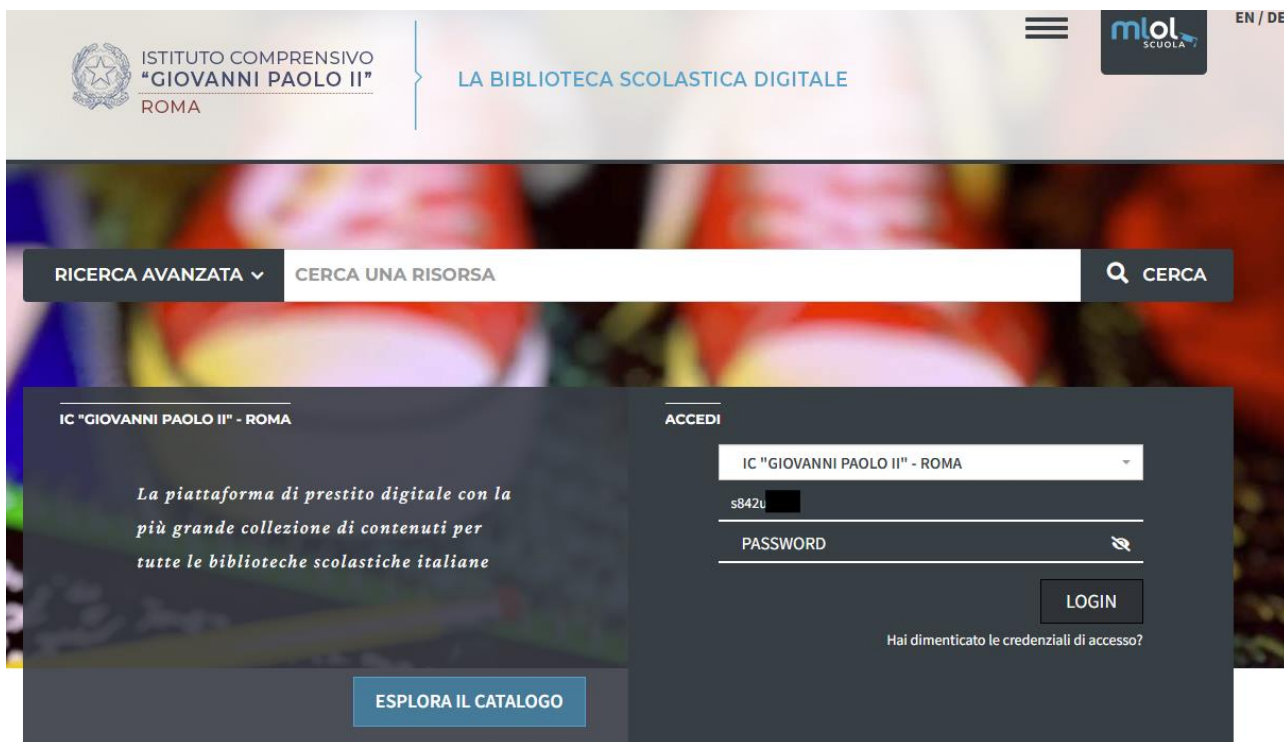 ISTITUTO COMPRENSIVO
“GIOVANNI PAOLO II”
ROMA
LA BIBLIOTECA SCOLASTICA DIGITALE
mlol
SCUOLA
EN / DE
RICERCA AVANZATA
CERCA UNA RISORSA
CERCA
IC "GIOVANNI PAOLO II" - ROMA
La piattaforma di prestito digitale con la
più grande collezione di contenuti per
tutte le biblioteche scolastiche italiane
ESPLORA IL CATALOGO
ACCEDI
IC "GIOVANNI PAOLO II" - ROMA
s842u
PASSWORD
LOGIN
Hai dimenticato le credenziali di accesso?